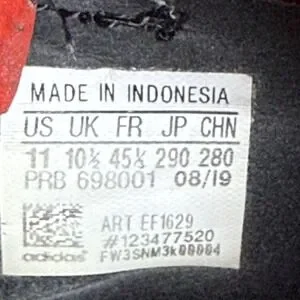 MADE IN INDONESIA
US UK FR JP CHN
11 10½ 45⅓ 290 280
PRB 698001 08/19
ART EF1629
#123477520
adidas FW3SNM3k00004